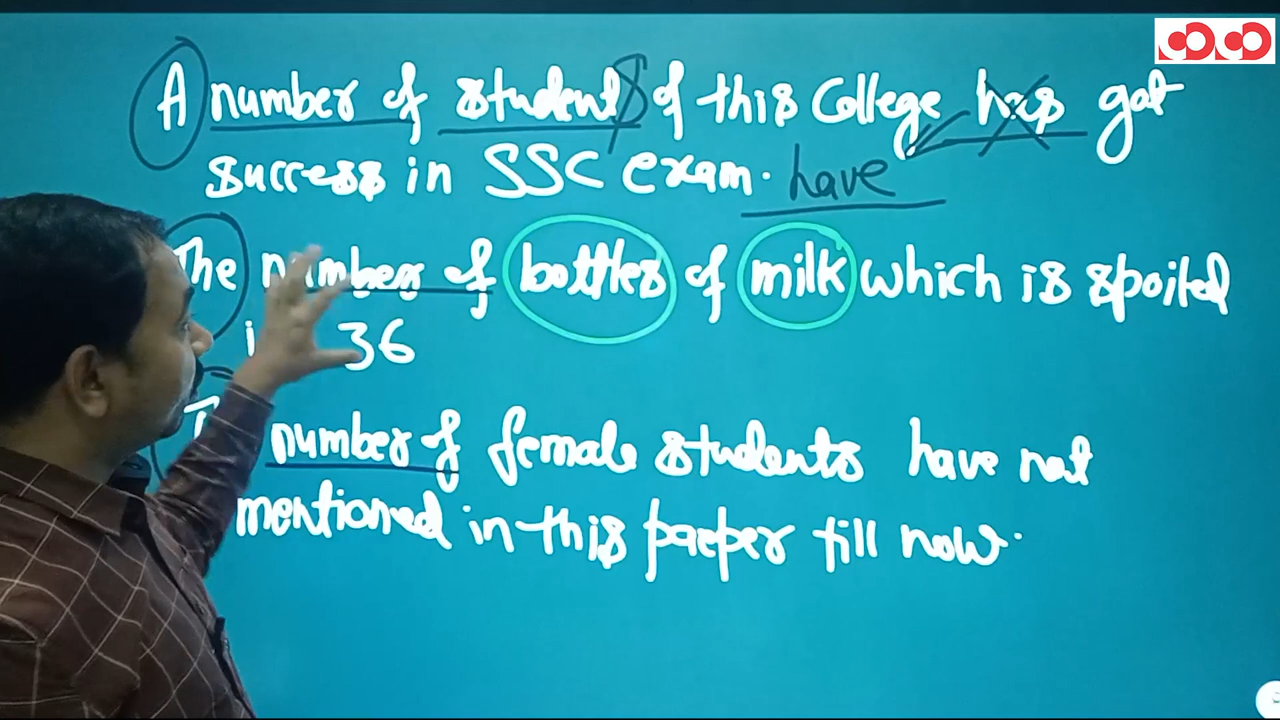 A number of students of this College has got
success in SSC exam. have
The number of bottles of milk which is spoiled
36
number of female students have not
mentioned in this paeper till now.